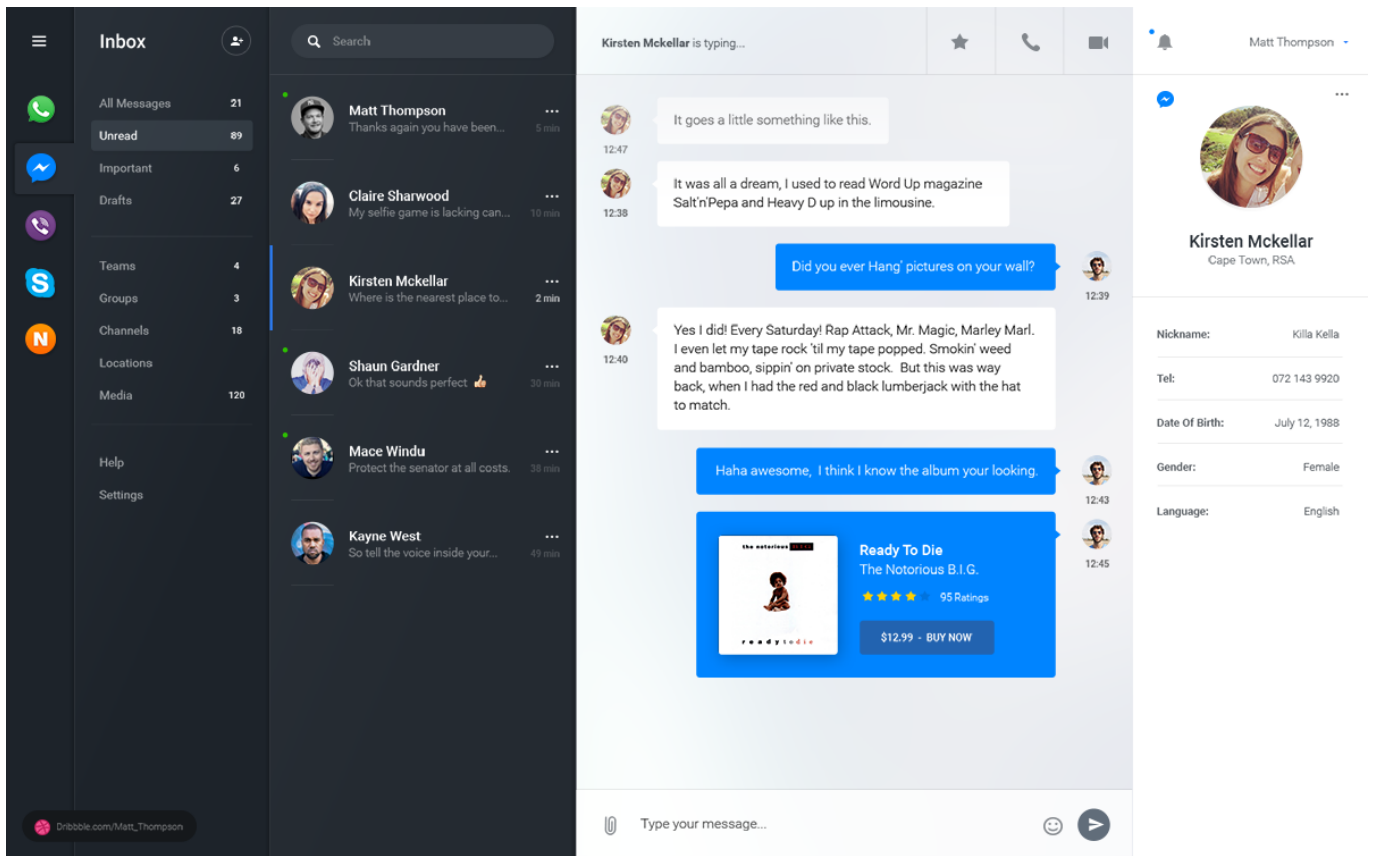 Inbox
All Messages 21
Unread 89
Important 6
Drafts 27
Teams 4
Groups 3
Channels 18
Locations
Media 120
Help
Settings
Dribbble.com/Matt_Thompson
Search
Matt Thompson
Thanks again you have been... 5 min
Claire Sharwood
My selfie game is lacking can... 10 min
Kirsten Mckellar
Where is the nearest place to... 2 min
Shaun Gardner
Ok that sounds perfect 30 min
Mace Windu
Protect the senator at all costs. 38 min
Kayne West
So tell the voice inside your... 49 min
Kirsten Mckellar is typing...
It goes a little something like this.
12:47
It was all a dream, I used to read Word Up magazine
Salt'n'Pepa and Heavy D up in the limousine.
12:38
Did you ever Hang' pictures on your wall?
12:39
Yes I did! Every Saturday! Rap Attack, Mr. Magic, Marley Marl.
I even let my tape rock 'til my tape popped. Smokin' weed
and bamboo, sippin' on private stock. But this was way
back, when I had the red and black lumberjack with the hat
to match.
12:40
Haha awesome, I think I know the album your looking.
12:43
the notorious
readytodie
Ready To Die
The Notorious B.I.G.
95 Ratings
$12.99 - BUY NOW
12:45
Type your message...
Matt Thompson
Kirsten Mckellar
Cape Town, RSA
Nickname: Killa Kella
Tel: 072 143 9920
Date Of Birth: July 12, 1988
Gender: Female
Language: English